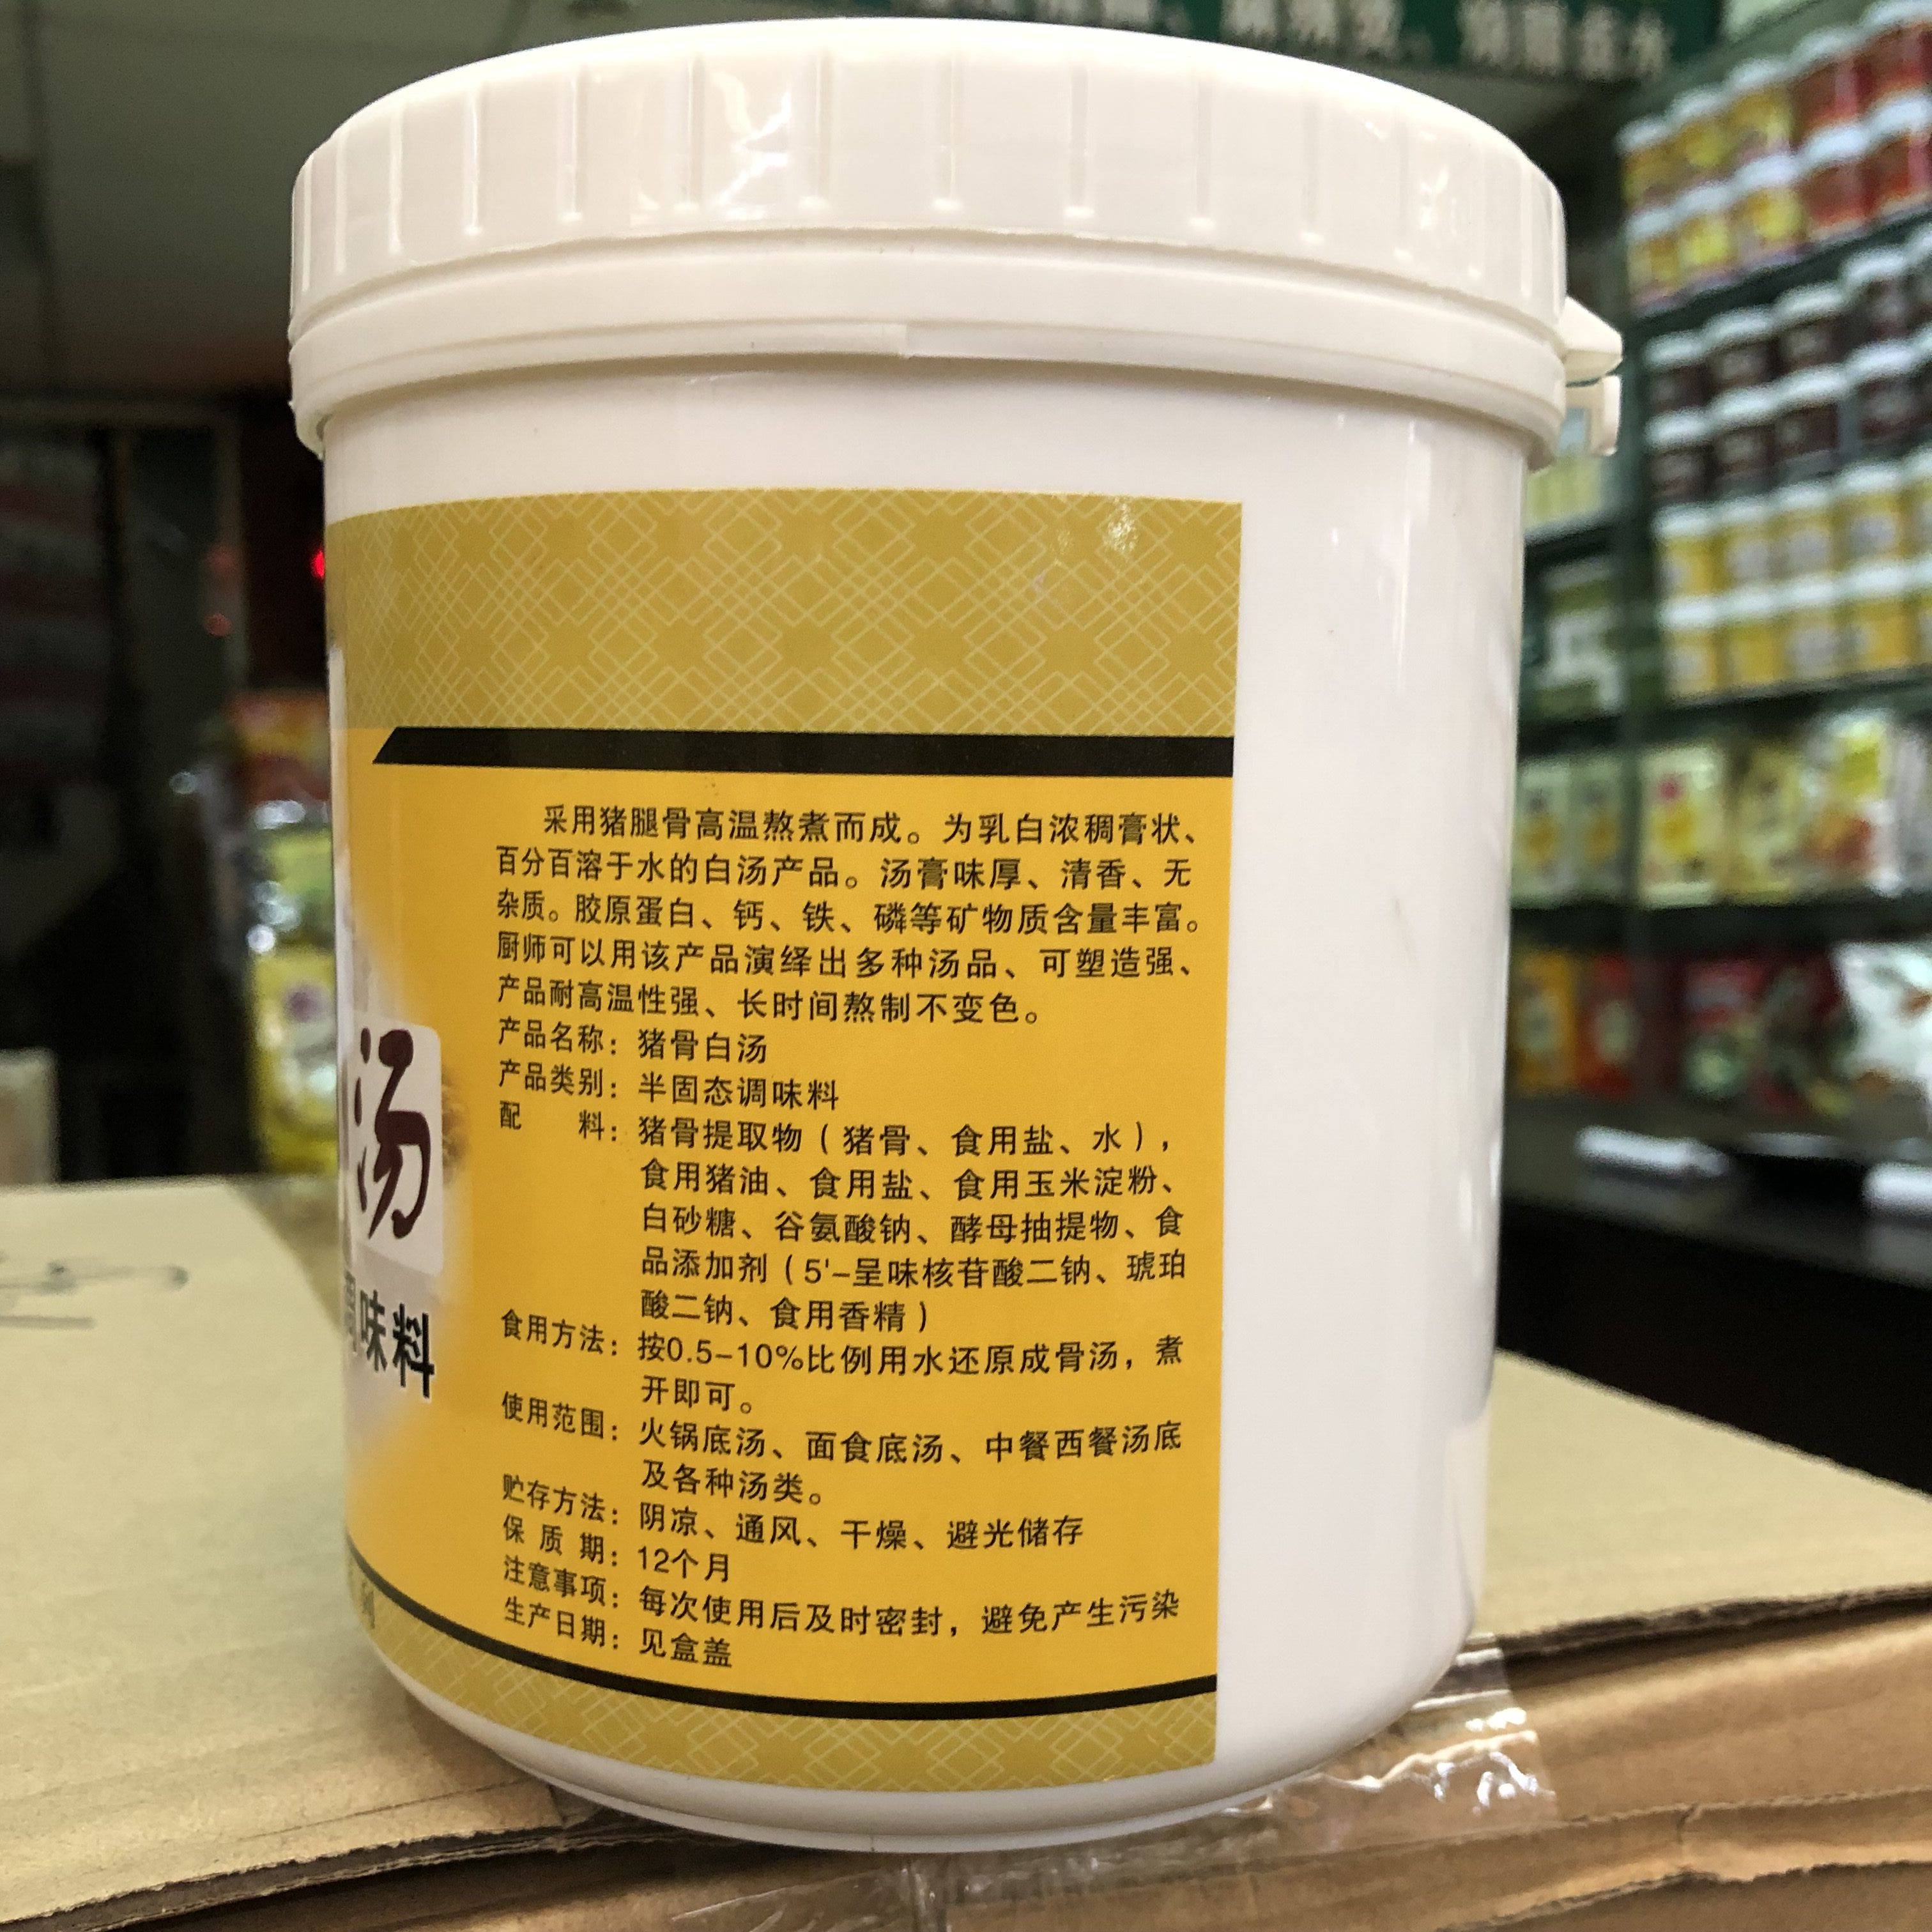 采用猪腿骨高温熬煮而成。为乳白浓稠膏状、
百分百溶于水的白汤产品。汤膏味厚、清香、无
杂质。胶原蛋白、钙、铁、磷等矿物质含量丰富。
厨师可以用该产品演绎出多种汤品、可塑造强、
产品耐高温性强、长时间熬制不变色。
产品名称：猪骨白汤
产品类别：半固态调味料
配 料：猪骨提取物（猪骨、食用盐、水），
食用猪油、食用盐、食用玉米淀粉、
白砂糖、谷氨酸钠、酵母抽提物、食
品添加剂（5'-呈味核苷酸二钠、琥珀
酸二钠、食用香精）
食用方法：按0.5-10%比例用水还原成骨汤，煮
开即可。
使用范围：火锅底汤、面食底汤、中餐西餐汤底
及各种汤类。
贮存方法：阴凉、通风、干燥、避光储存
保 质 期：12个月
注意事项：每次使用后及时密封，避免产生污染
生产日期：见盒盖
汤
调味料